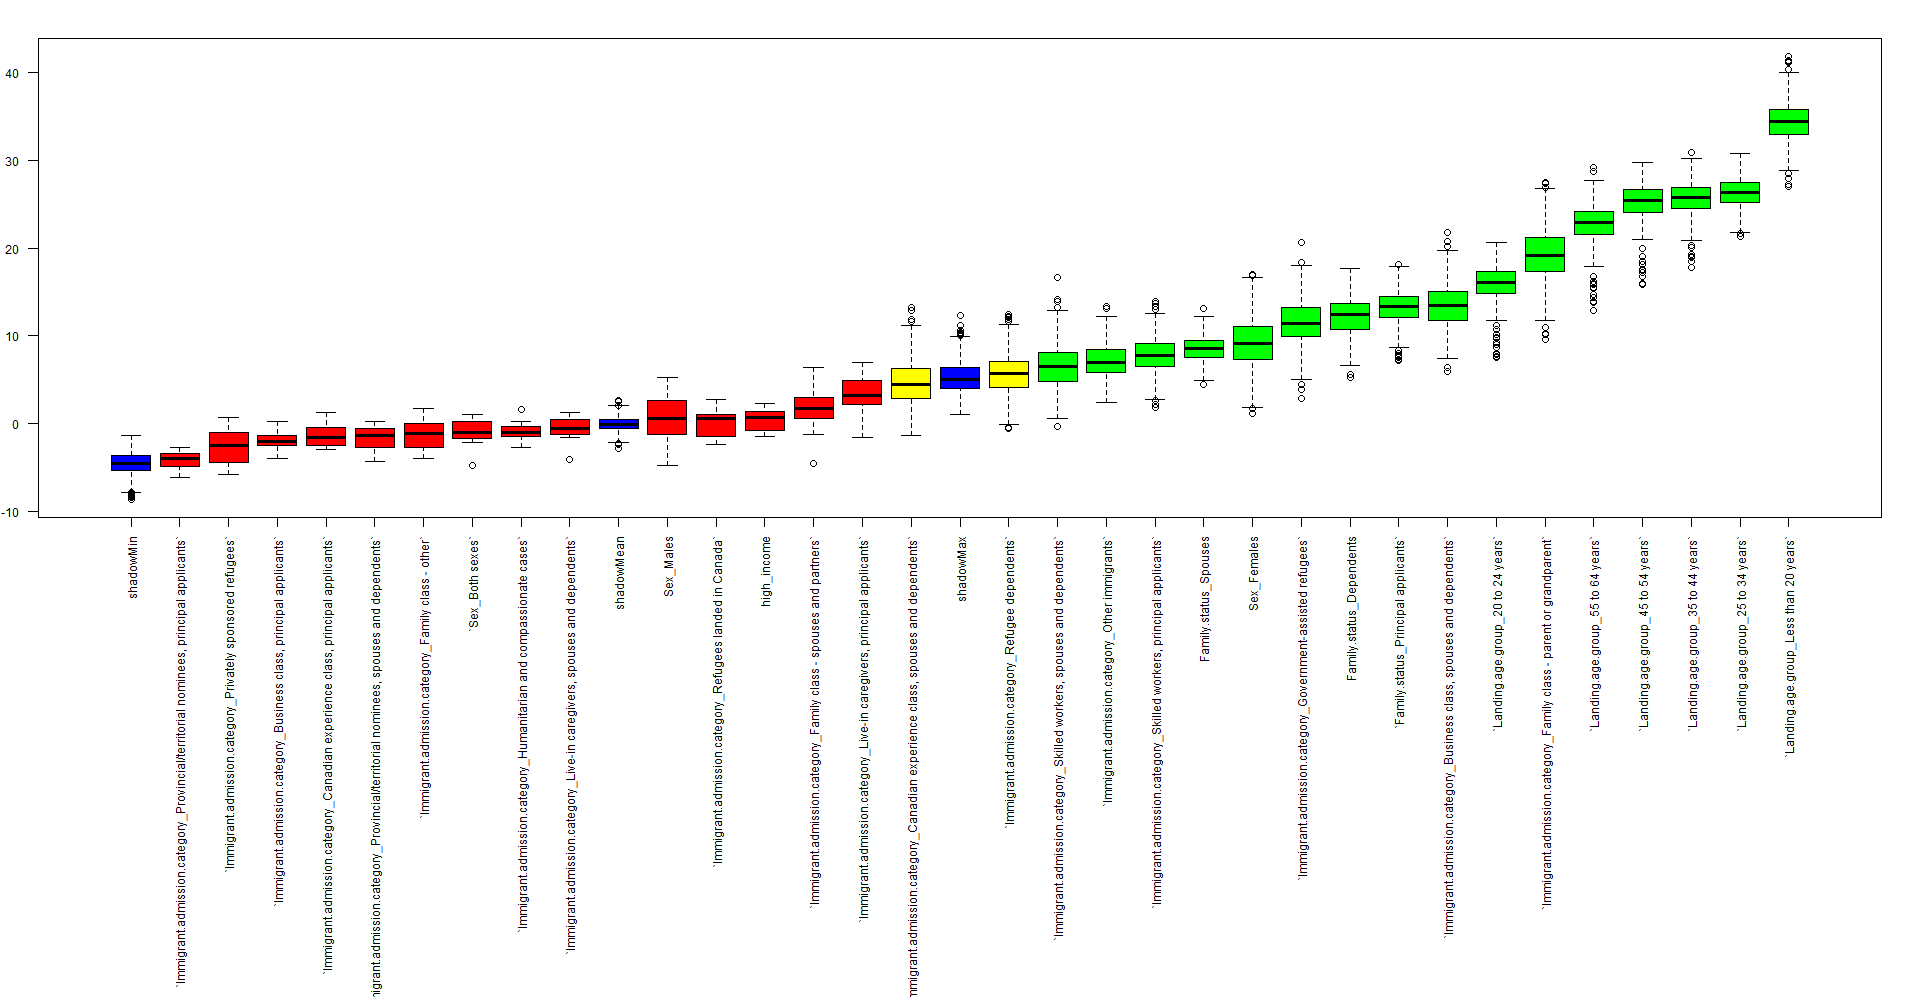 40
30
20
10
0
-10
shadowMin
`Immigrant.admission.category_Provincial/territorial nominees, principal applicants`
`Immigrant.admission.category_Privately sponsored refugees`
`Immigrant.admission.category_Business class, principal applicants`
`Immigrant.admission.category_Canadian experience class, principal applicants`
migrant.admission.category_Provincial/territorial nominees, spouses and dependents`
`Immigrant.admission.category_Family class - other`
`Sex_Both sexes`
`Immigrant.admission.category_Humanitarian and compassionate cases`
`Immigrant.admission.category_Live-in caregivers, spouses and dependents`
shadowMean
Sex_Males
`Immigrant.admission.category_Refugees landed in Canada`
high_income
`Immigrant.admission.category_Family class - spouses and partners`
`Immigrant.admission.category_Live-in caregivers, principal applicants`
mmigrant.admission.category_Canadian experience class, spouses and dependents`
shadowMax
`Immigrant.admission.category_Refugee dependents`
`Immigrant.admission.category_Skilled workers, spouses and dependents`
`Immigrant.admission.category_Other immigrants`
`Immigrant.admission.category_Skilled workers, principal applicants`
Family.status_Spouses
Sex_Females
`Immigrant.admission.category_Government-assisted refugees`
Family.status_Dependents
`Family.status_Principal applicants`
`Immigrant.admission.category_Business class, spouses and dependents`
`Landing.age.group_20 to 24 years`
`Immigrant.admission.category_Family class - parent or grandparent`
`Landing.age.group_55 to 64 years`
`Landing.age.group_45 to 54 years`
`Landing.age.group_35 to 44 years`
`Landing.age.group_25 to 34 years`
`Landing.age.group_Less than 20 years`